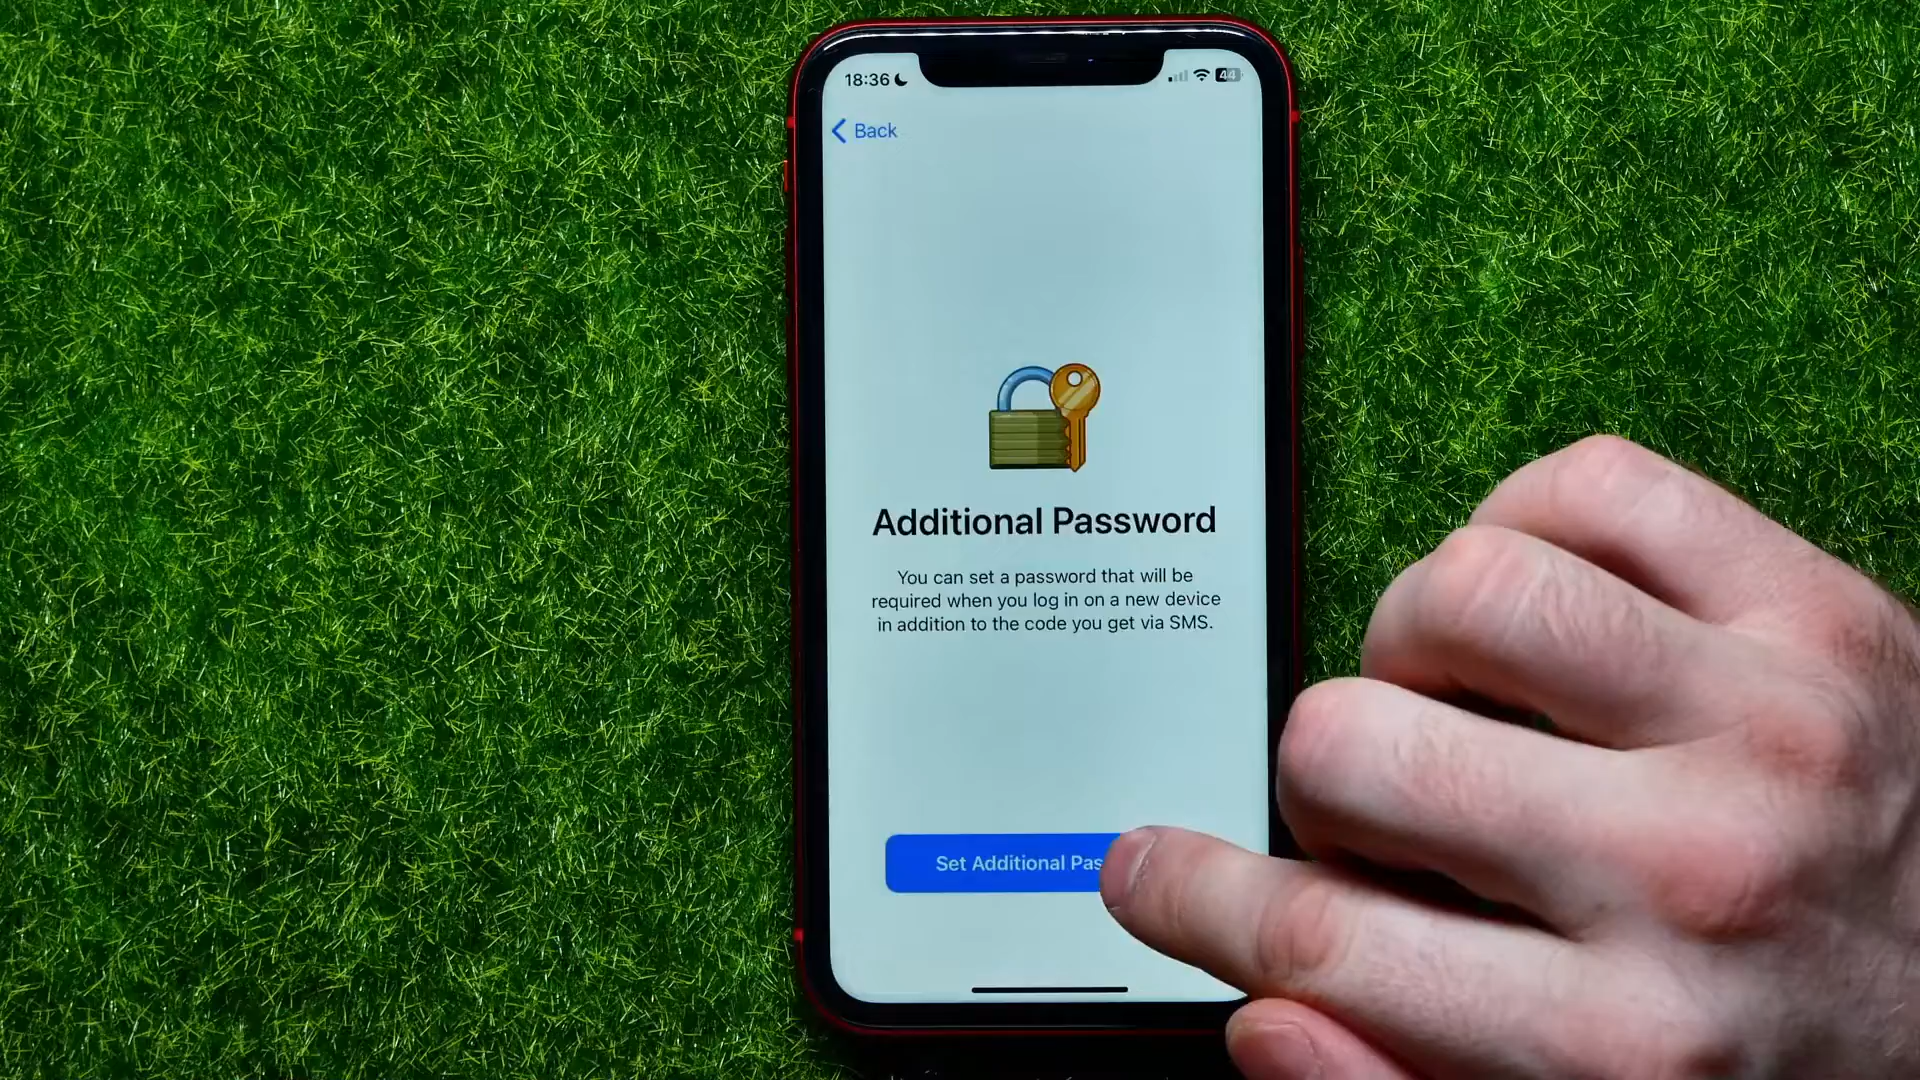 18:36
44
Back
Additional Password
You can set a password that will be
required when you log in on a new device
in addition to the code you get via SMS.
Set Additional Pas